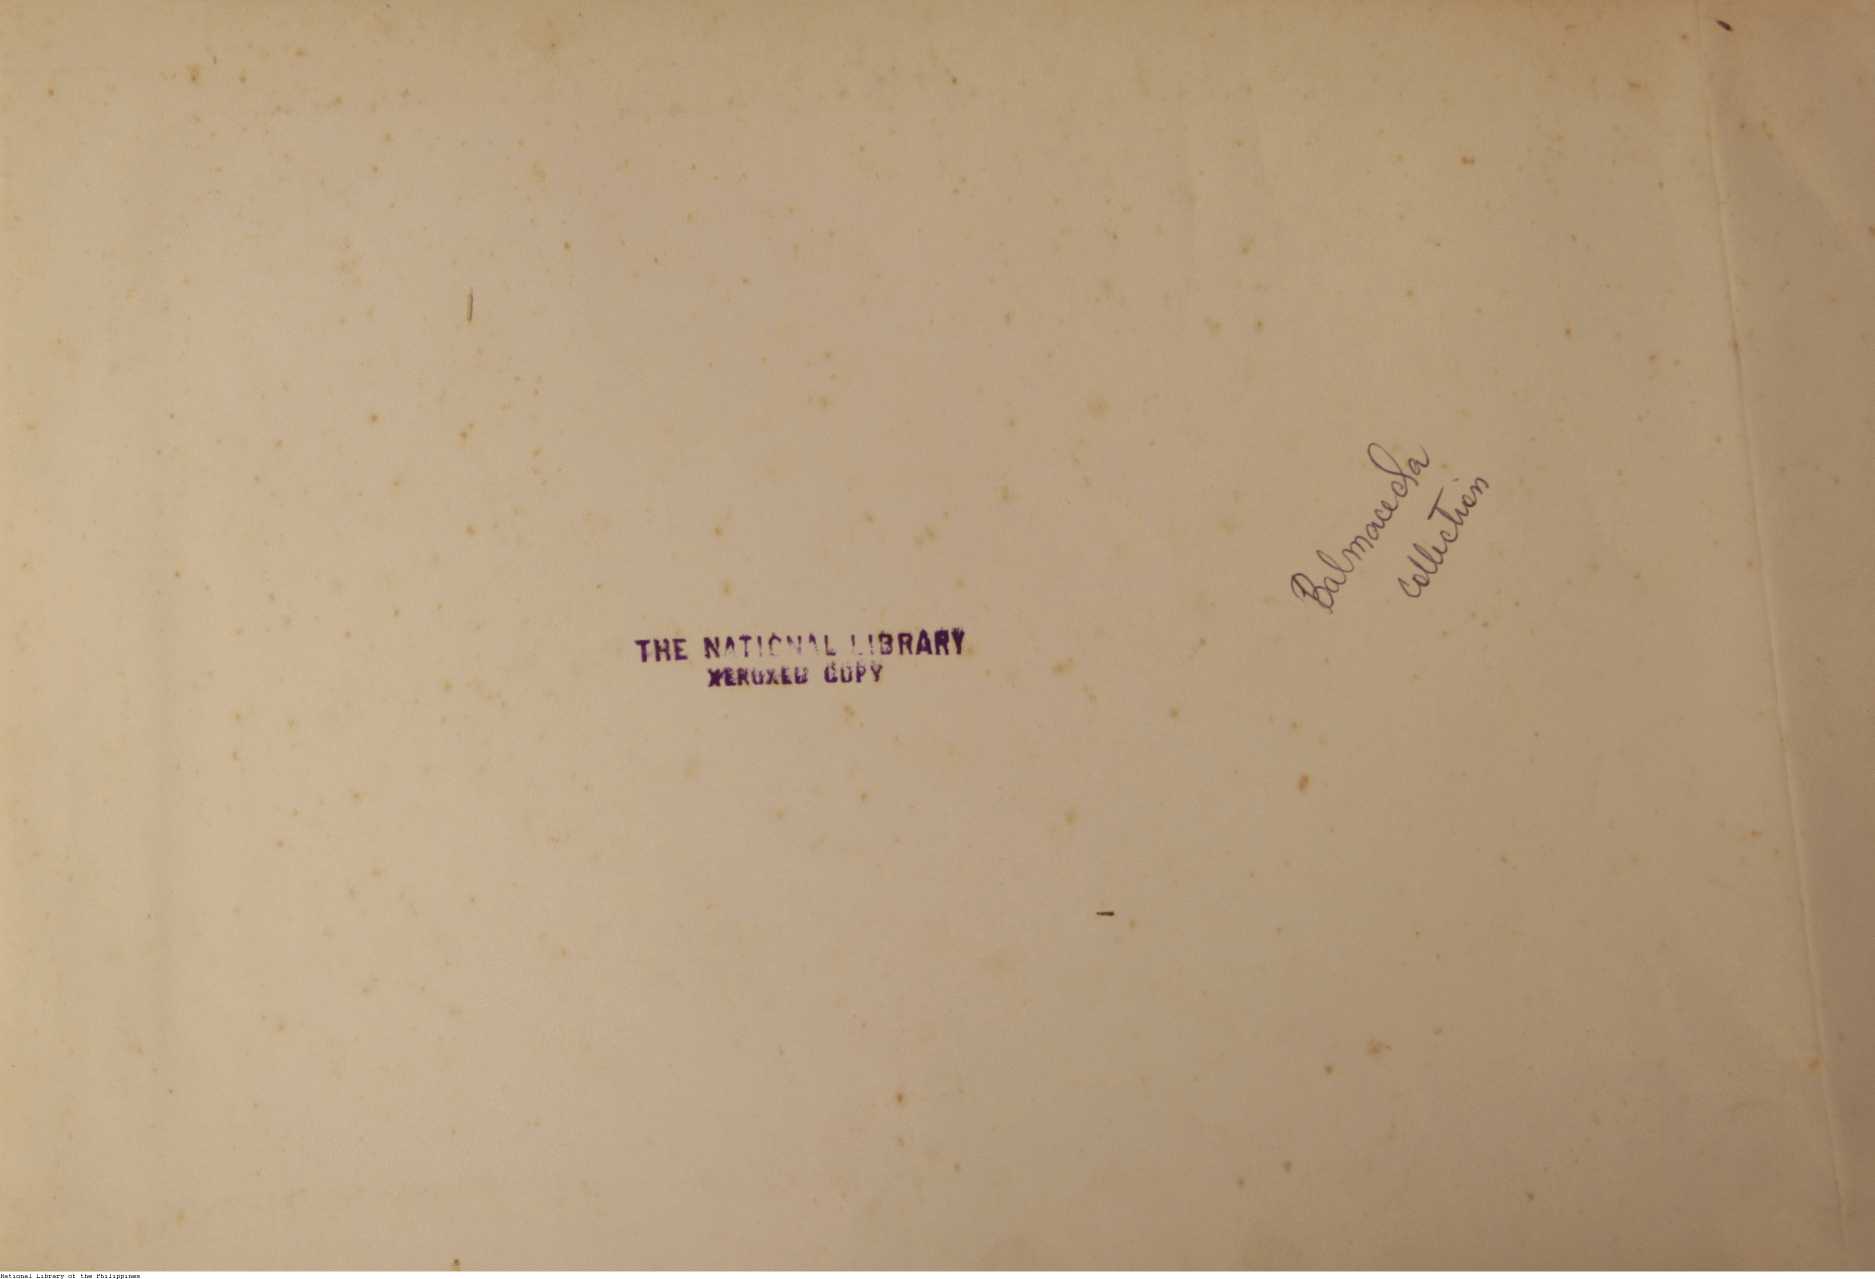 Balmaceda
collection
THE NATIONAL LIBRARY
XEROXED COPY
National Library of the Philippines